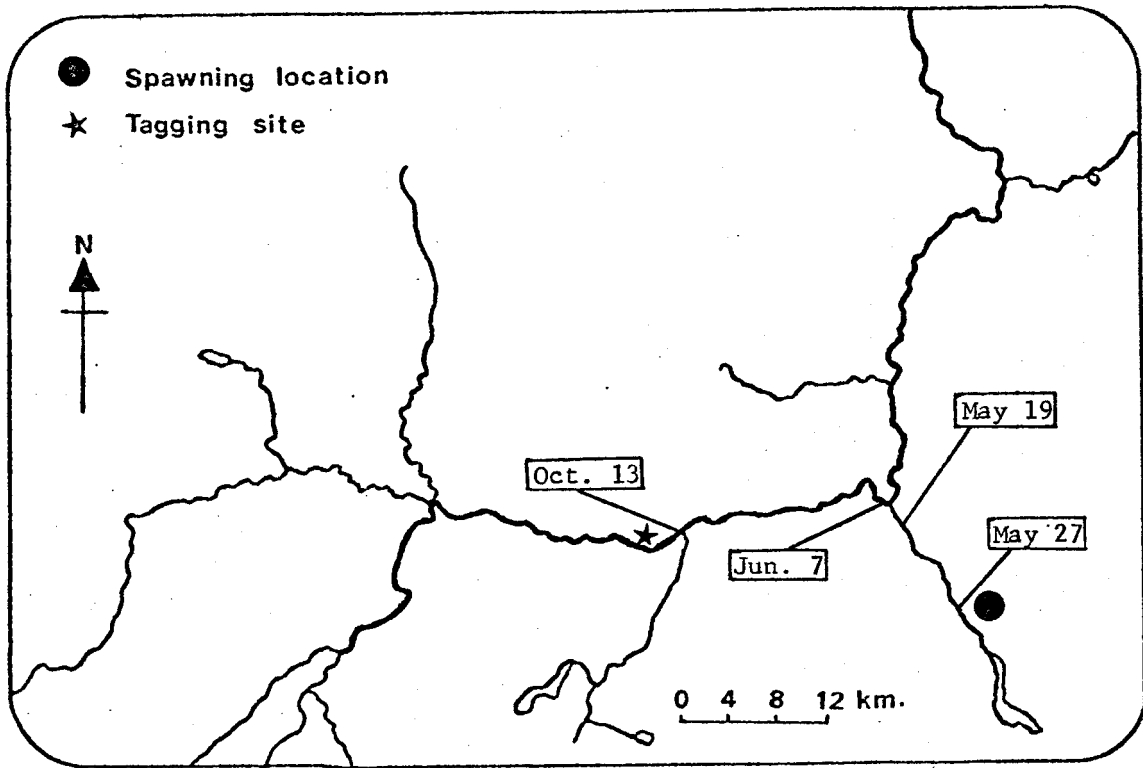 Spawning location
Tagging site
N
May 19
Oct. 13
May 27
Jun. 7
0 4 8 12 km.